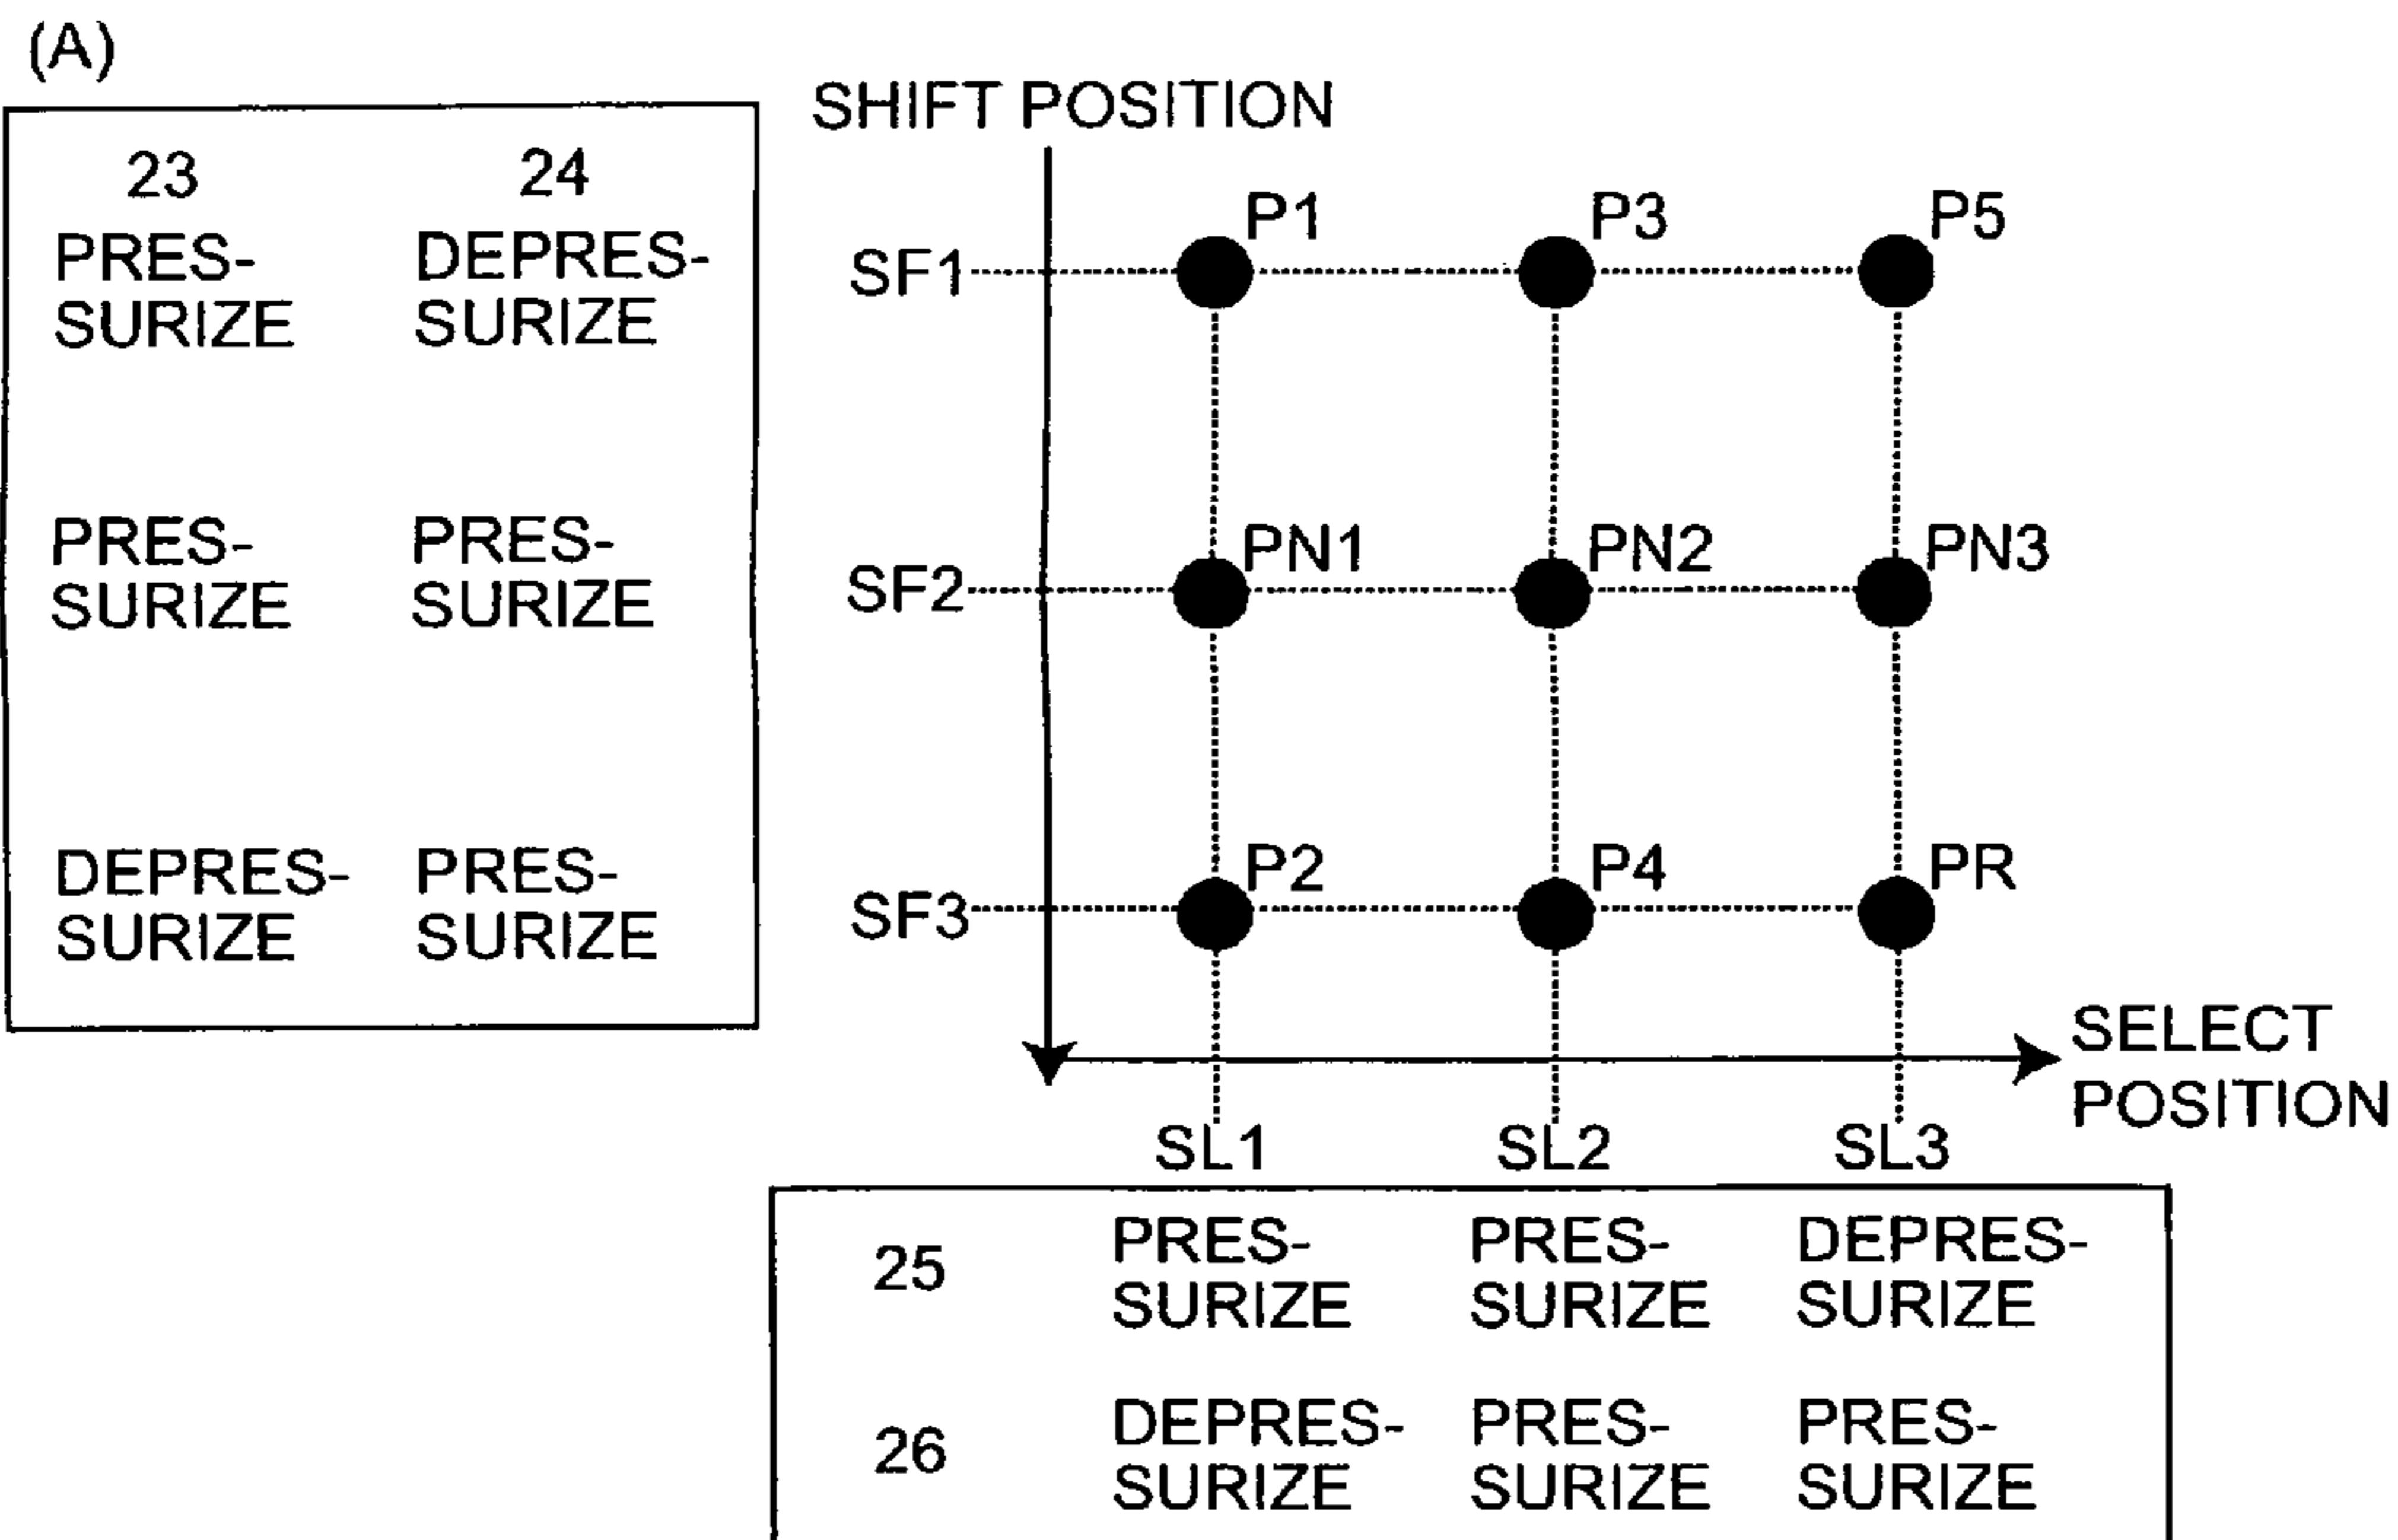 (A)
SHIFT POSITION
23 24
PRES- DEPRES-
SURIZE SURIZE
P1 P3 P5
SF1
PRES- PRES-
SURIZE SURIZE
PN1 PN2 PN3
SF2
DEPRES- PRES-
SURIZE SURIZE
P2 P4 PR
SF3
SELECT
POSITION
SL1 SL2 SL3
25 PRES- PRES- DEPRES-
SURIZE SURIZE SURIZE
26 DEPRES- PRES- PRES-
SURIZE SURIZE SURIZE